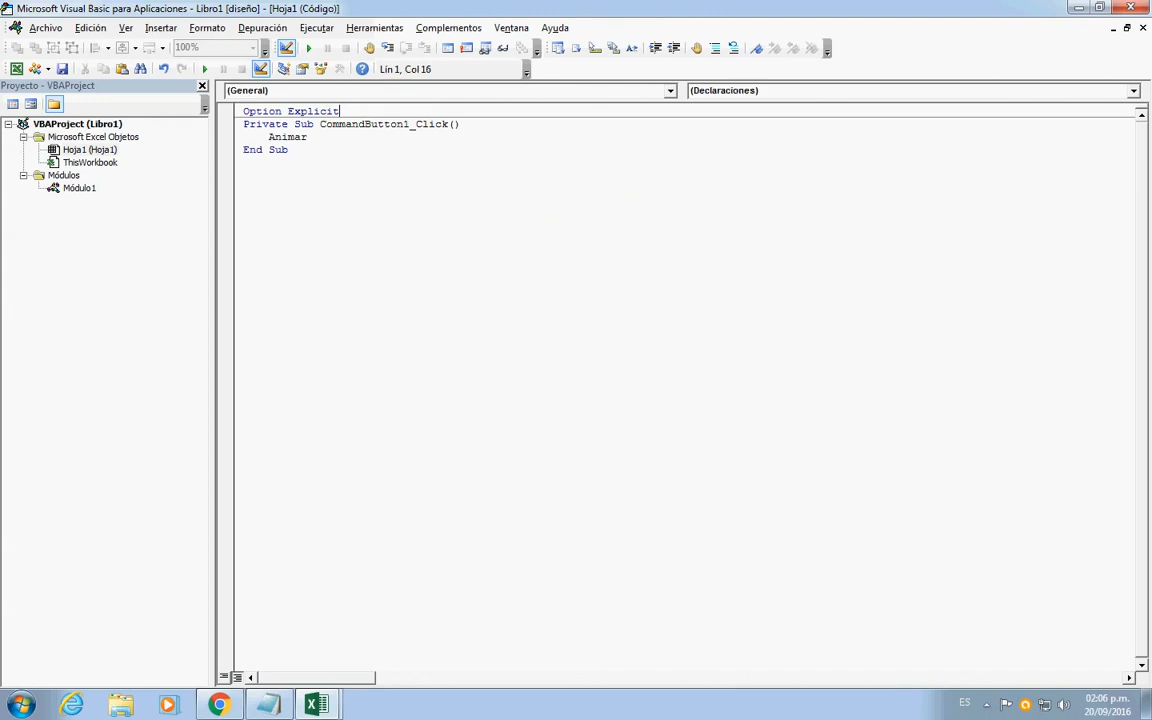 Microsoft Visual Basic para Aplicaciones - Libro1 [diseño] - [Hoja1 (Código)]
Archivo Edición Ver Insertar Formato Depuración Ejecutar Herramientas Complementos Ventana Ayuda
100%
Lín 1, Col 16
Proyecto - VBAProject
(General) (Declaraciones)
VBAProject (Libro1)
Microsoft Excel Objetos
Hoja1 (Hoja1)
ThisWorkbook
Módulos
Módulo1
Option Explicit
Private Sub CommandButton1_Click()
Animar
End Sub
ES
02:06 p.m.
20/09/2016